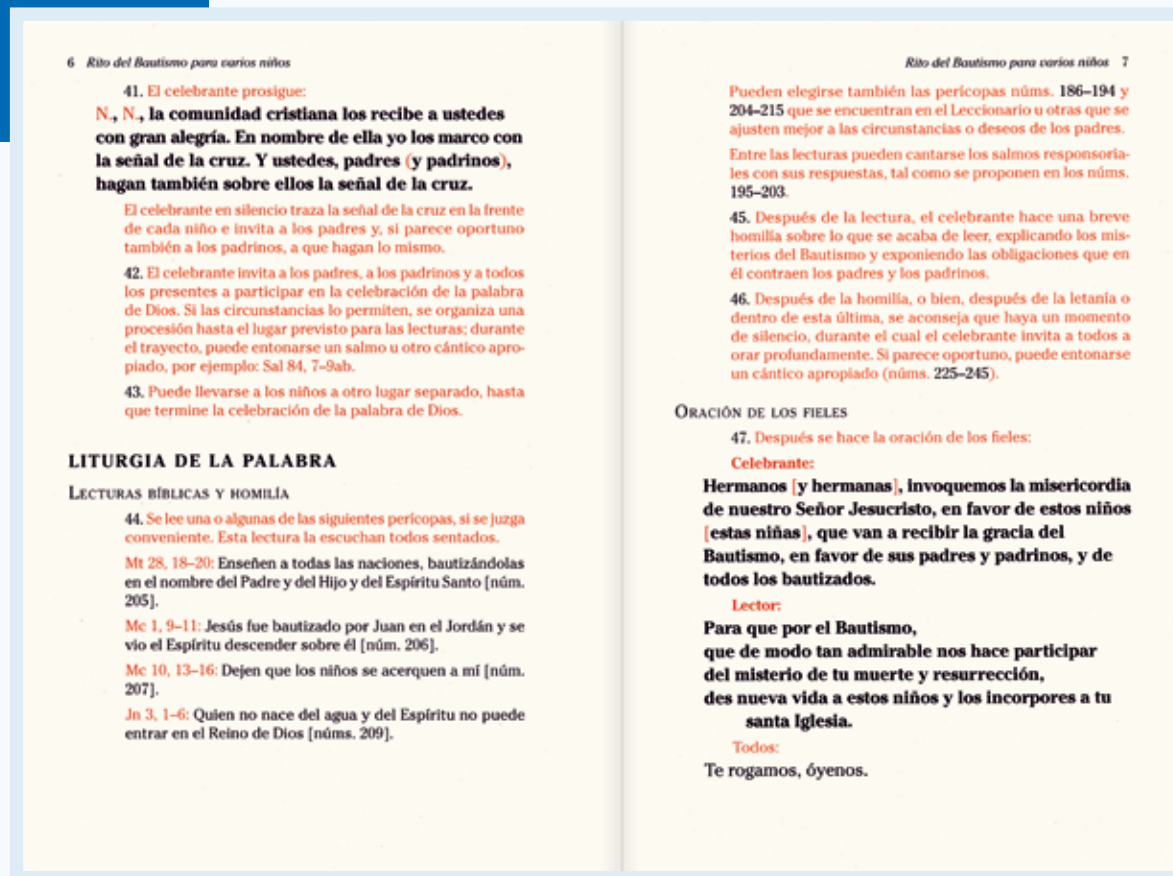 6 Rito del Bautismo para varios niños
41. El celebrante prosigue:
N., N., la comunidad cristiana los recibe a ustedes
con gran alegría. En nombre de ella yo los marco con
la señal de la cruz. Y ustedes, padres (y padrinos),
hagan también sobre ellos la señal de la cruz.
El celebrante en silencio traza la señal de la cruz en la frente
de cada niño e invita a los padres y, si parece oportuno
también a los padrinos, a que hagan lo mismo.
42. El celebrante invita a los padres, a los padrinos y a todos
los presentes a participar en la celebración de la palabra
de Dios. Si las circunstancias lo permiten, se organiza una
procesión hasta el lugar previsto para las lecturas; durante
el trayecto, puede entonarse un salmo u otro cántico apro-
piado, por ejemplo: Sal 84, 7–9ab.
43. Puede llevarse a los niños a otro lugar separado, hasta
que termine la celebración de la palabra de Dios.
LITURGIA DE LA PALABRA
LECTURAS BÍBLICAS Y HOMILÍA
44. Se lee una o algunas de las siguientes perícopas, si se juzga
conveniente. Esta lectura la escuchan todos sentados.
Mt 28, 18–20: Enseñen a todas las naciones, bautizándolas
en el nombre del Padre y del Hijo y del Espíritu Santo [núm.
205].
Mc 1, 9–11: Jesús fue bautizado por Juan en el Jordán y se
vio el Espíritu descender sobre él [núm. 206].
Mc 10, 13–16: Dejen que los niños se acerquen a mí [núm.
207].
Jn 3, 1–6: Quien no nace del agua y del Espíritu no puede
entrar en el Reino de Dios [núms. 209].
Rito del Bautismo para varios niños 7
Pueden elegirse también las perícopas núms. 186–194 y
204–215 que se encuentran en el Leccionario u otras que se
ajusten mejor a las circunstancias o deseos de los padres.
Entre las lecturas pueden cantarse los salmos responsoria-
les con sus respuestas, tal como se proponen en los núms.
195–203.
45. Después de la lectura, el celebrante hace una breve
homilía sobre lo que se acaba de leer, explicando los mis-
terios del Bautismo y exponiendo las obligaciones que en
él contraen los padres y los padrinos.
46. Después de la homilía, o bien, después de la letanía o
dentro de esta última, se aconseja que haya un momento
de silencio, durante el cual el celebrante invita a todos a
orar profundamente. Si parece oportuno, puede entonarse
un cántico apropiado (núms. 225–245).
ORACIÓN DE LOS FIELES
47. Después se hace la oración de los fieles:
Celebrante:
Hermanos [y hermanas], invoquemos la misericordia
de nuestro Señor Jesucristo, en favor de estos niños
[estas niñas], que van a recibir la gracia del
Bautismo, en favor de sus padres y padrinos, y de
todos los bautizados.
Lector:
Para que por el Bautismo,
que de modo tan admirable nos hace participar
del misterio de tu muerte y resurrección,
des nueva vida a estos niños y los incorpores a tu
santa Iglesia.
Todos:
Te rogamos, óyenos.